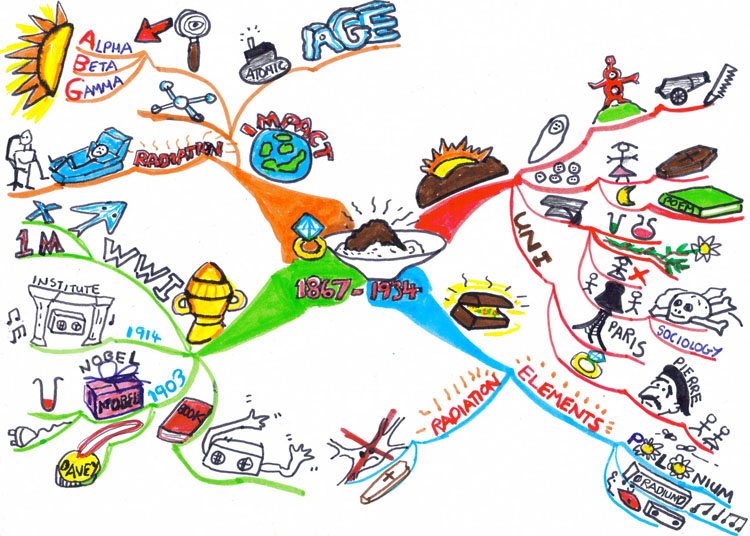 ALPHA
BETA
GAMMA
ATOMIC
AGE
IMPACT
RADIATION
1M
WWI
INSTITUTE
1914
NOBEL
NOBEL
1903
BOOK
DAVEY
1867-1934
UNI
POEM
PARIS
SOCIOLOGY
PIERRE
RADIATION
ELEMENTS
POLONIUM
RADIUM